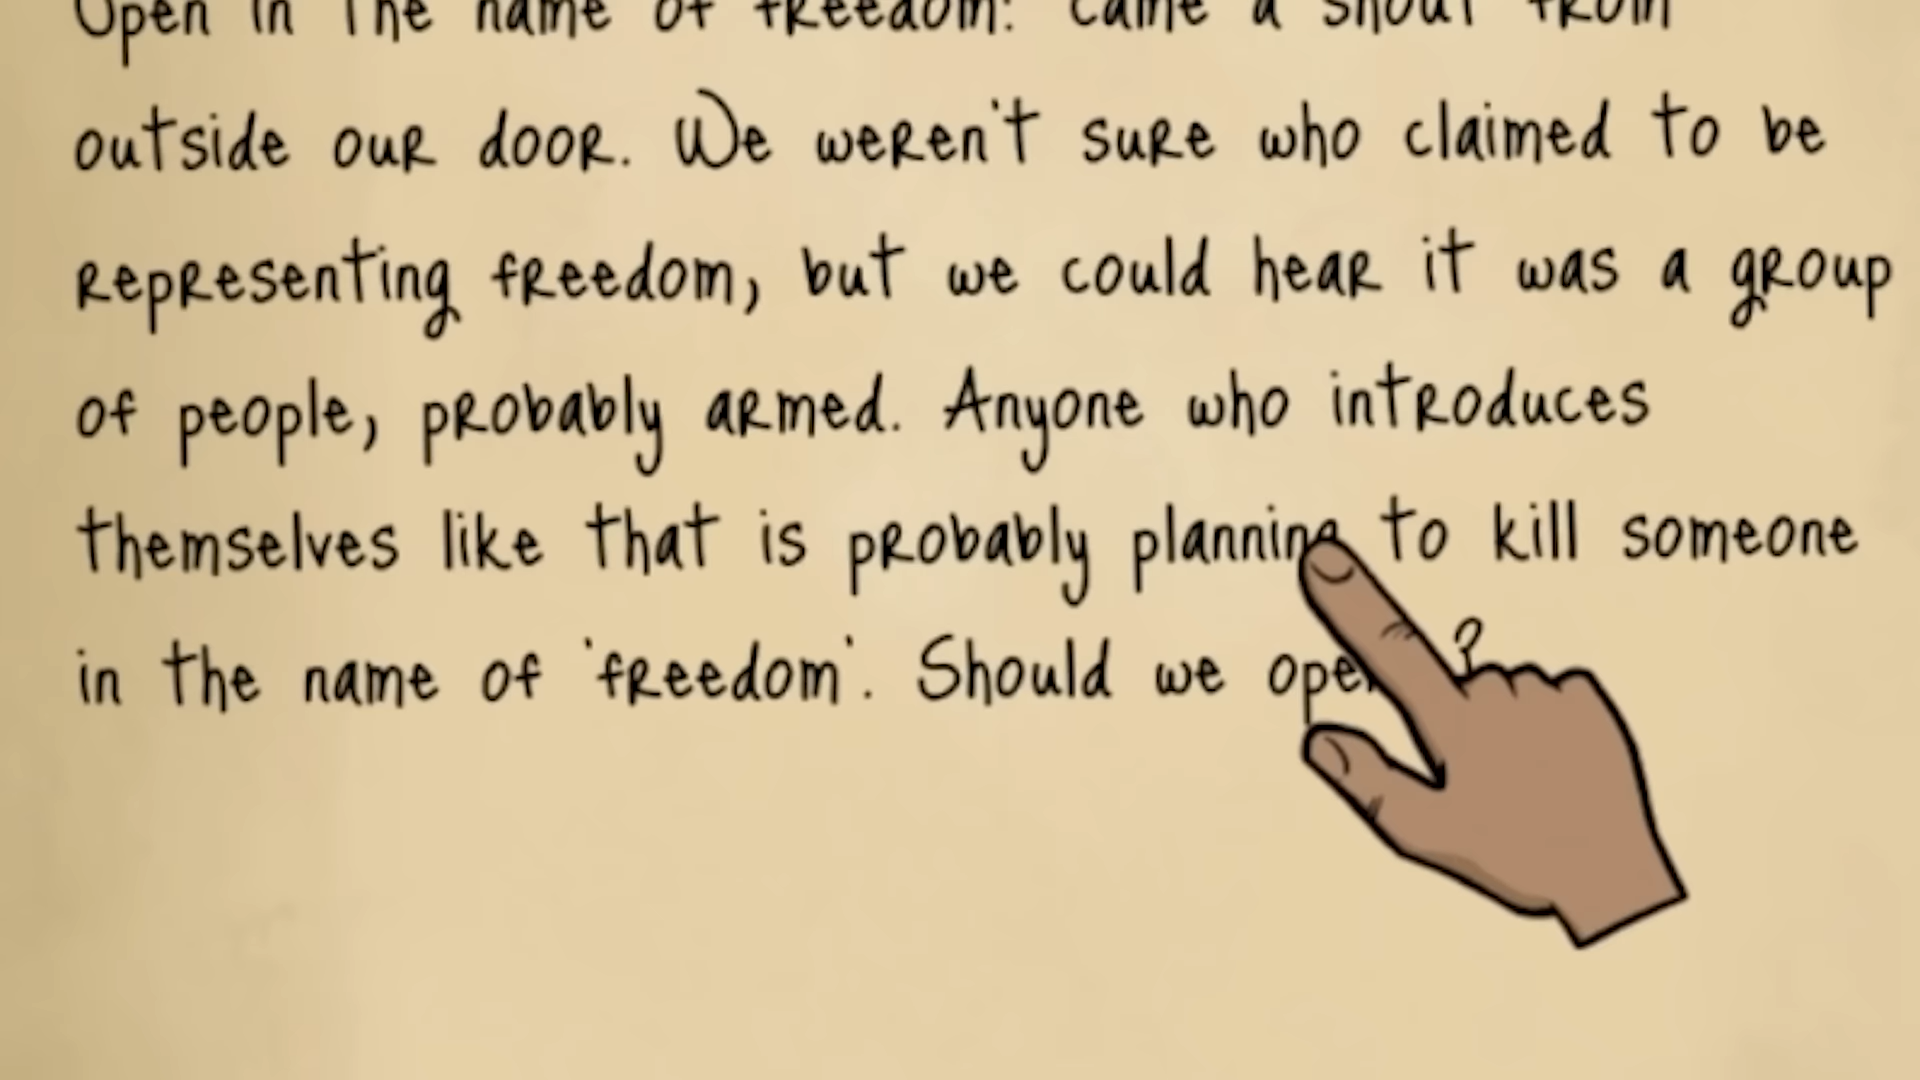 Open in the name of freedom! came a shout from
outside our door. We weren't sure who claimed to be
representing freedom, but we could hear it was a group
of people, probably armed. Anyone who introduces
themselves like that is probably planning to kill someone
in the name of 'freedom'. Should we open ?